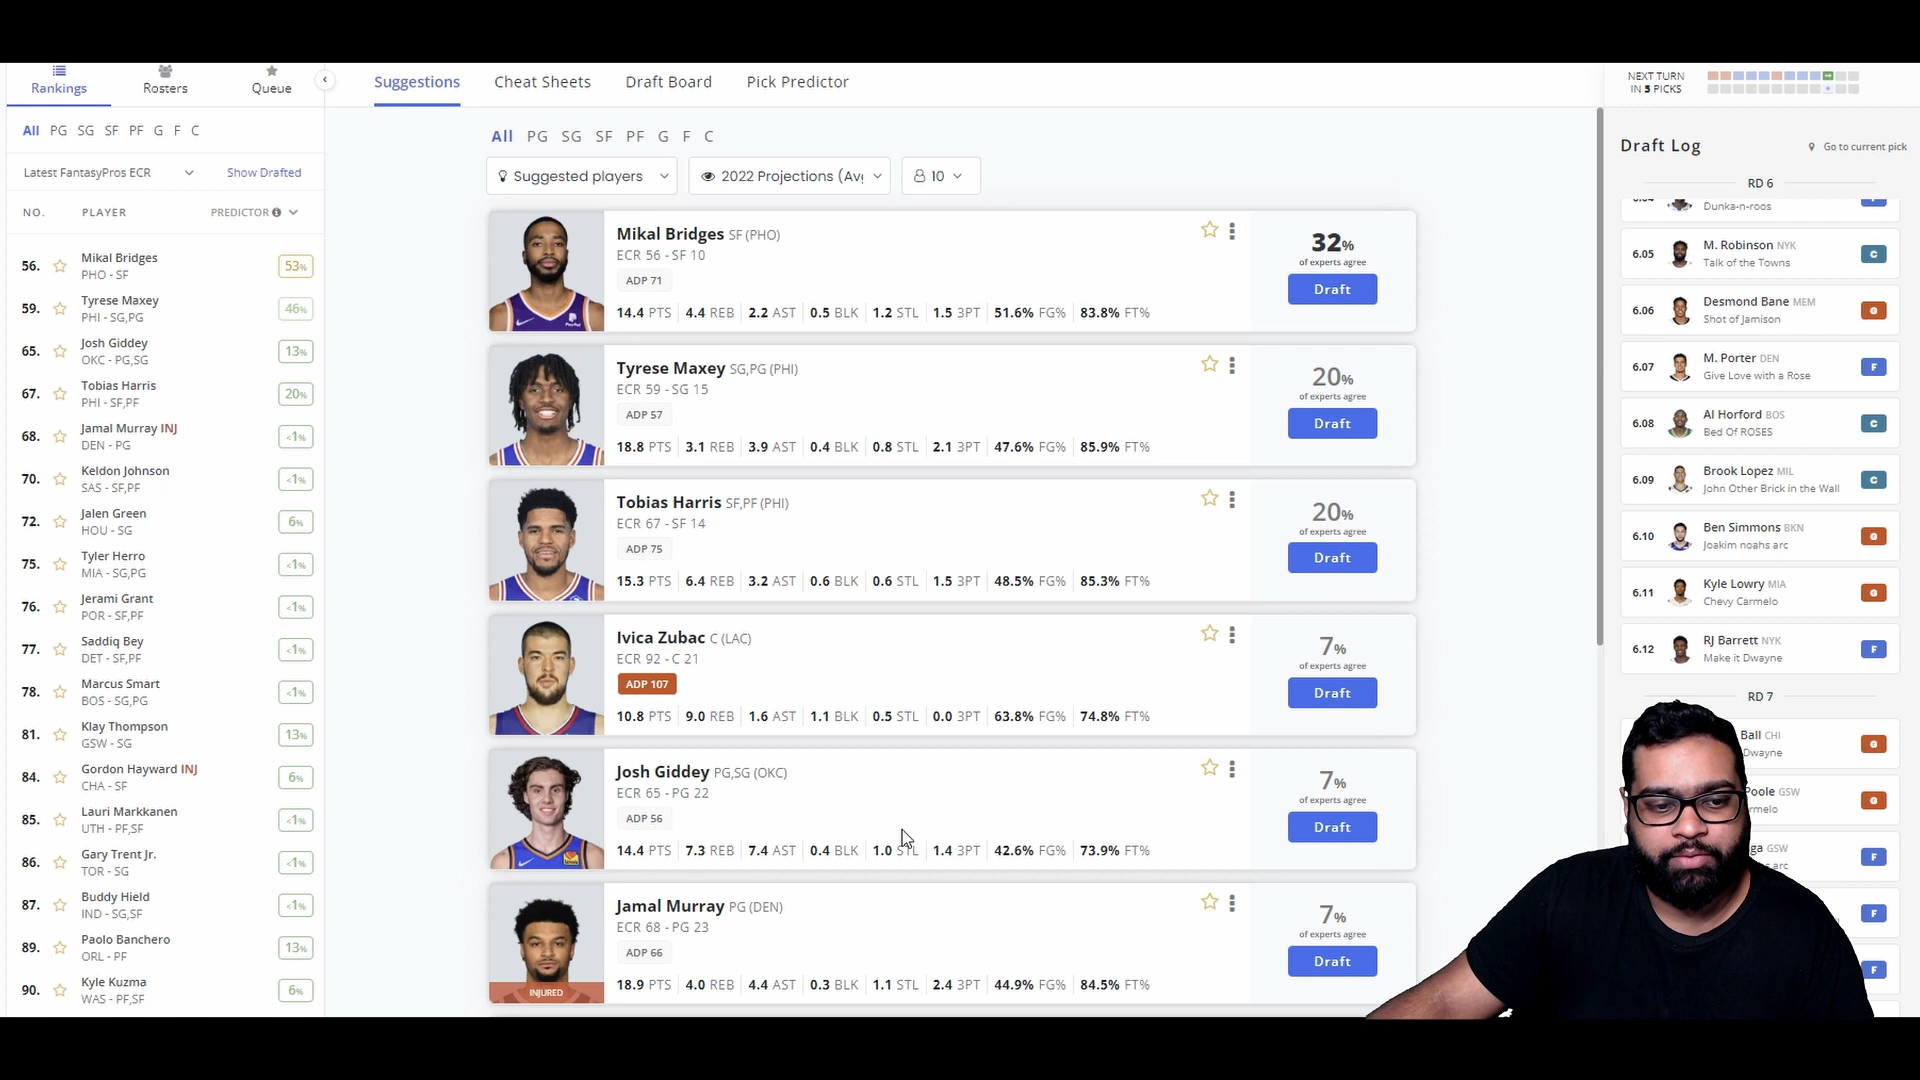 Rankings
Rosters
Queue
All PG SG SF PF G F C
Latest FantasyPros ECR
Show Drafted
NO. PLAYER PREDICTOR
56. Mikal Bridges 53%
PHO - SF
59. Tyrese Maxey 46%
PHI - SG,PG
65. Josh Giddey 13%
OKC - PG,SG
67. Tobias Harris 20%
PHI - SF,PF
68. Jamal Murray INJ <1%
DEN - PG
70. Keldon Johnson <1%
SAS - SF,PF
72. Jalen Green 6%
HOU - SG
75. Tyler Herro <1%
MIA - SG,PG
76. Jerami Grant <1%
POR - SF,PF
77. Saddiq Bey <1%
DET - SF,PF
78. Marcus Smart <1%
BOS - SG,PG
81. Klay Thompson 13%
GSW - SG
84. Gordon Hayward INJ 6%
CHA - SF
85. Lauri Markkanen <1%
UTH - PF,SF
86. Gary Trent Jr. <1%
TOR - SG
87. Buddy Hield <1%
IND - SG,SF
89. Paolo Banchero 13%
ORL - PF
90. Kyle Kuzma 6%
WAS - PF,SF
Suggestions Cheat Sheets Draft Board Pick Predictor
All PG SG SF PF G F C
Suggested players
2022 Projections (Avg
10
Mikal Bridges SF (PHO)
ECR 56 - SF 10
ADP 71
14.4 PTS 4.4 REB 2.2 AST 0.5 BLK 1.2 STL 1.5 3PT 51.6% FG% 83.8% FT%
32%
of experts agree
Draft
Tyrese Maxey SG,PG (PHI)
ECR 59 - SG 15
ADP 57
18.8 PTS 3.1 REB 3.9 AST 0.4 BLK 0.8 STL 2.1 3PT 47.6% FG% 85.9% FT%
20%
of experts agree
Draft
Tobias Harris SF,PF (PHI)
ECR 67 - SF 14
ADP 75
15.3 PTS 6.4 REB 3.2 AST 0.6 BLK 0.6 STL 1.5 3PT 48.5% FG% 85.3% FT%
20%
of experts agree
Draft
Ivica Zubac C (LAC)
ECR 92 - C 21
ADP 107
10.8 PTS 9.0 REB 1.6 AST 1.1 BLK 0.5 STL 0.0 3PT 63.8% FG% 74.8% FT%
7%
of experts agree
Draft
Josh Giddey PG,SG (OKC)
ECR 65 - PG 22
ADP 56
14.4 PTS 7.3 REB 7.4 AST 0.4 BLK 1.0 STL 1.4 3PT 42.6% FG% 73.9% FT%
7%
of experts agree
Draft
Jamal Murray PG (DEN)
ECR 68 - PG 23
ADP 66
INJURED
18.9 PTS 4.0 REB 4.4 AST 0.3 BLK 1.1 STL 2.4 3PT 44.9% FG% 84.5% FT%
7%
of experts agree
Draft
NEXT TURN
IN 5 PICKS
Draft Log
Go to current pick
RD 6
Dunka-n-roos
6.05 M. Robinson NYK C
Talk of the Towns
6.06 Desmond Bane MEM G
Shot of Jamison
6.07 M. Porter DEN F
Give Love with a Rose
6.08 Al Horford BOS C
Bed Of ROSES
6.09 Brook Lopez MIL C
John Other Brick in the Wall
6.10 Ben Simmons BKN G
Joakim noahs arc
6.11 Kyle Lowry MIA G
Chevy Carmelo
6.12 RJ Barrett NYK F
Make it Dwayne
RD 7
Ball CHI G
Dwayne
Poole GSW G
rmelo
ga GSW F
s arc
F
F